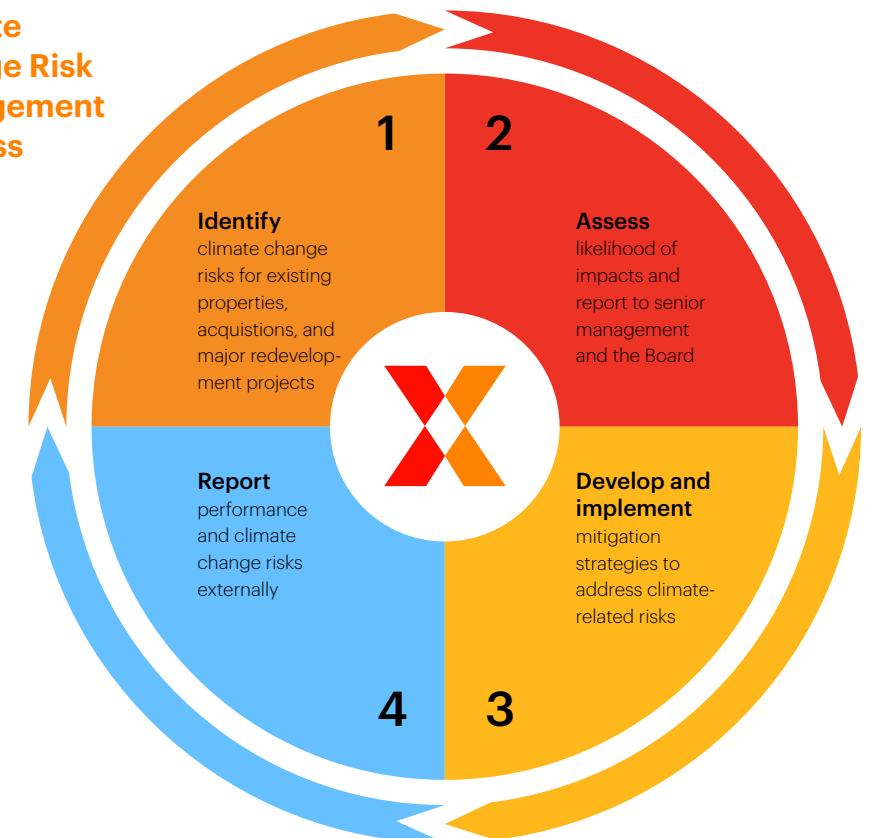 te
ge Risk
gement
ss
1
Identify
climate change
risks for existing
properties,
acquistions, and
major redevelop-
ment projects
2
Assess
likelihood of
impacts and
report to senior
management
and the Board
3
Develop and
implement
mitigation
strategies to
address climate-
related risks
4
Report
performance
and climate
change risks
externally